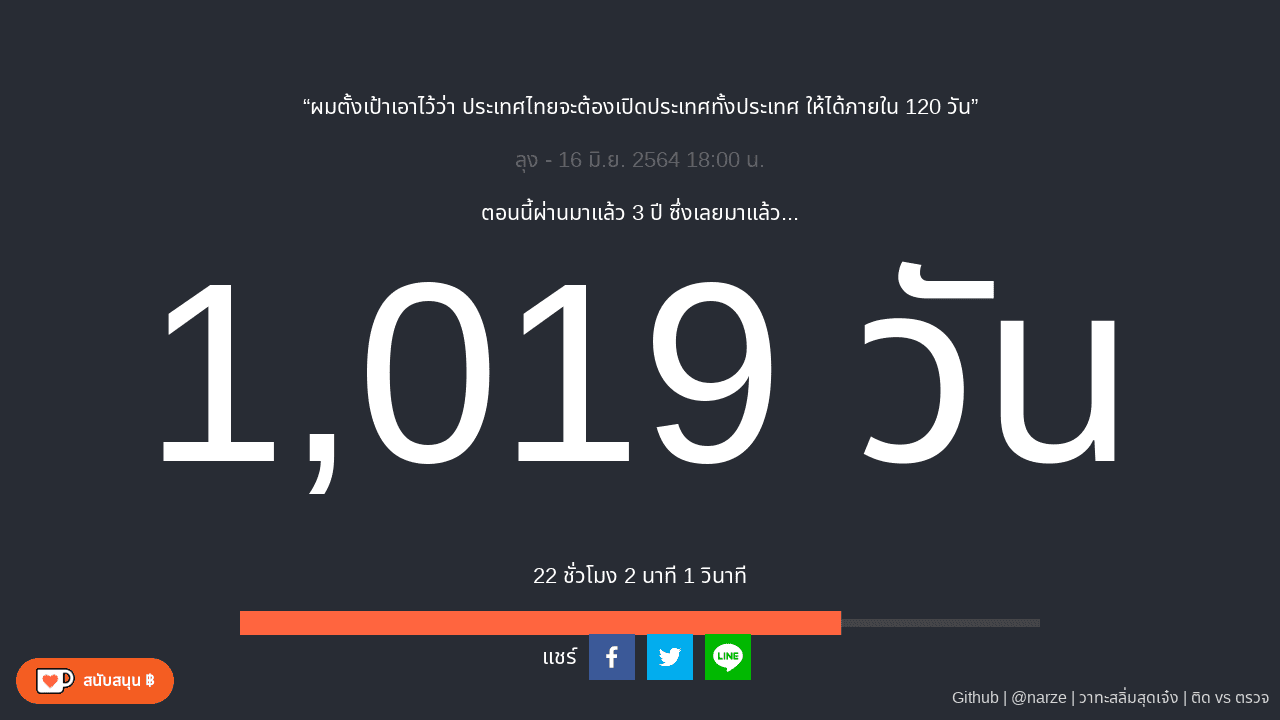 “ผมตั้งเป้าเอาไว้ว่า ประเทศไทยจะต้องเปิดประเทศทั้งประเทศ ให้ได้ภายใน 120 วัน”
ลุง - 16 มิ.ย. 2564 18:00 น.
ตอนนี้ผ่านมาแล้ว 3 ปี ซึ่งเลยมาแล้ว...
1,019 วัน
22 ชั่วโมง 2 นาที 1 วินาที
แชร์
LINE
สนับสนุน ฿
Github | @narze | วาทะสลิ่มสุดเจ๋ง | ติด vs ตรวจ